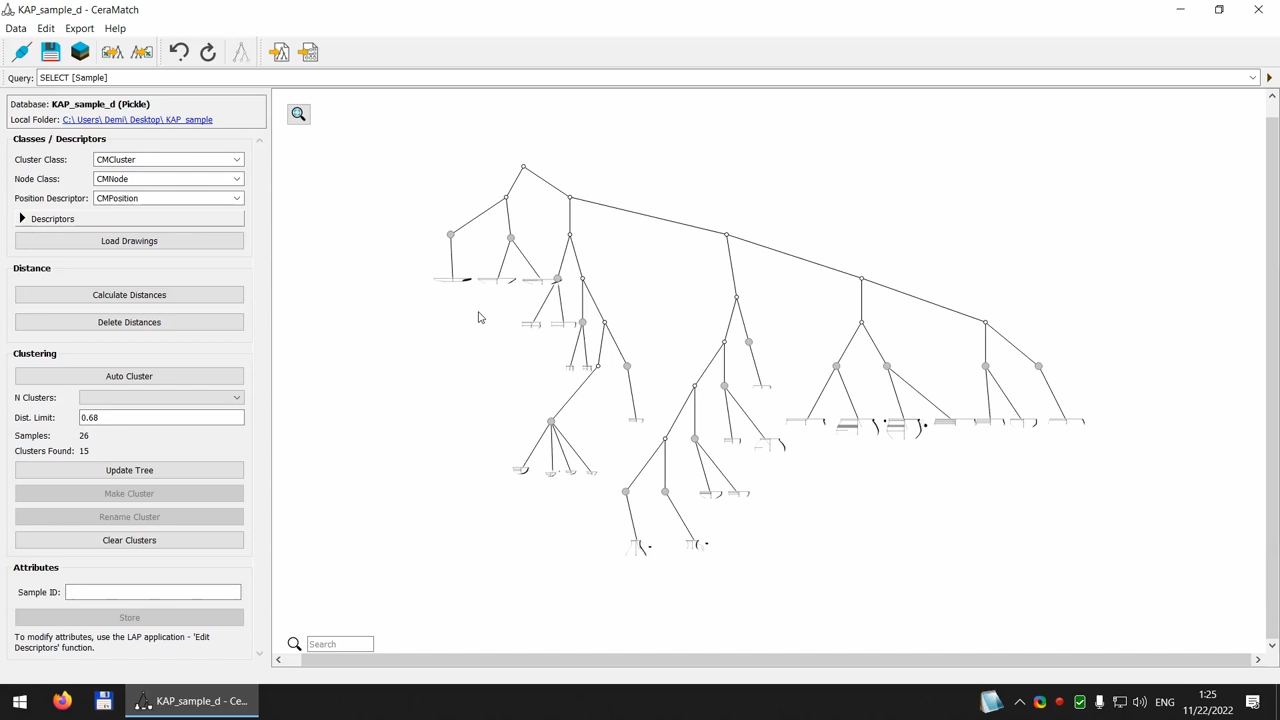 KAP_sample_d - CeraMatch
Data Edit Export Help
Query: SELECT [Sample]
Database: KAP_sample_d (Pickle)
Local Folder: C:\ Users\ Demi\ Desktop\ KAP_sample
Classes / Descriptors
Cluster Class: CMCluster
Node Class: CMNode
Position Descriptor: CMPosition
Descriptors
Load Drawings
Distance
Calculate Distances
Delete Distances
Clustering
Auto Cluster
N Clusters:
Dist. Limit: 0.68
Samples: 26
Clusters Found: 15
Update Tree
Make Cluster
Rename Cluster
Clear Clusters
Attributes
Sample ID:
Store
To modify attributes, use the LAP application - 'Edit
Descriptors' function.
Search
KAP_sample_d - Ce...
ENG
1:25
11/22/2022